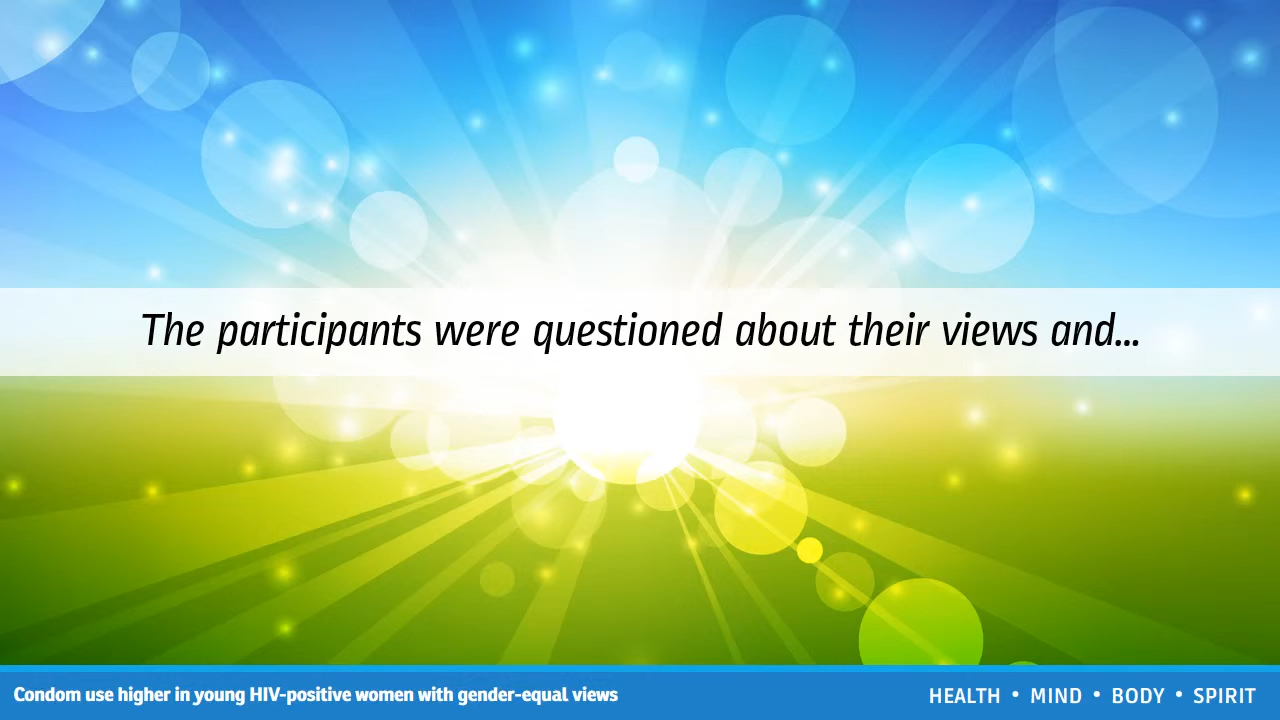 The participants were questioned about their views and...
Condom use higher in young HIV-positive women with gender-equal views
HEALTH • MIND • BODY • SPIRIT